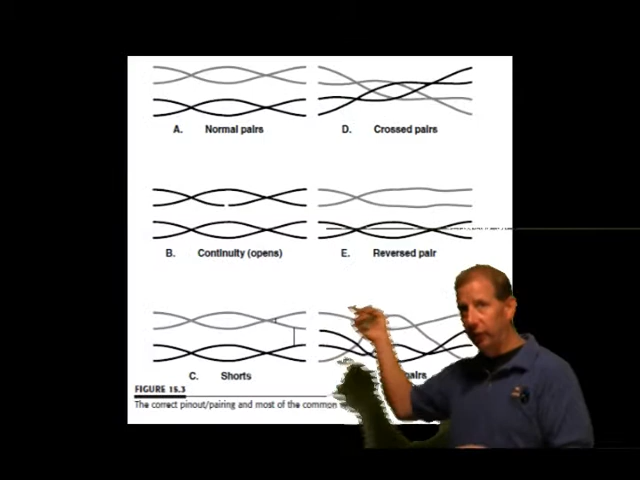 A. Normal pairs
D. Crossed pairs
B. Continuity (opens)
E. Reversed pair
C. Shorts
pairs
FIGURE 15.3
The correct pinout/pairing and most of the common